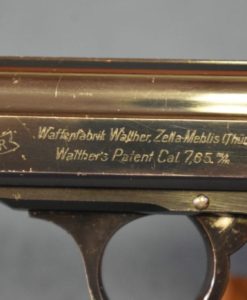 Waffenfabrik Walther, Zella-Mehlis (Thür
Walther's Patent Cal. 7,65 m/m